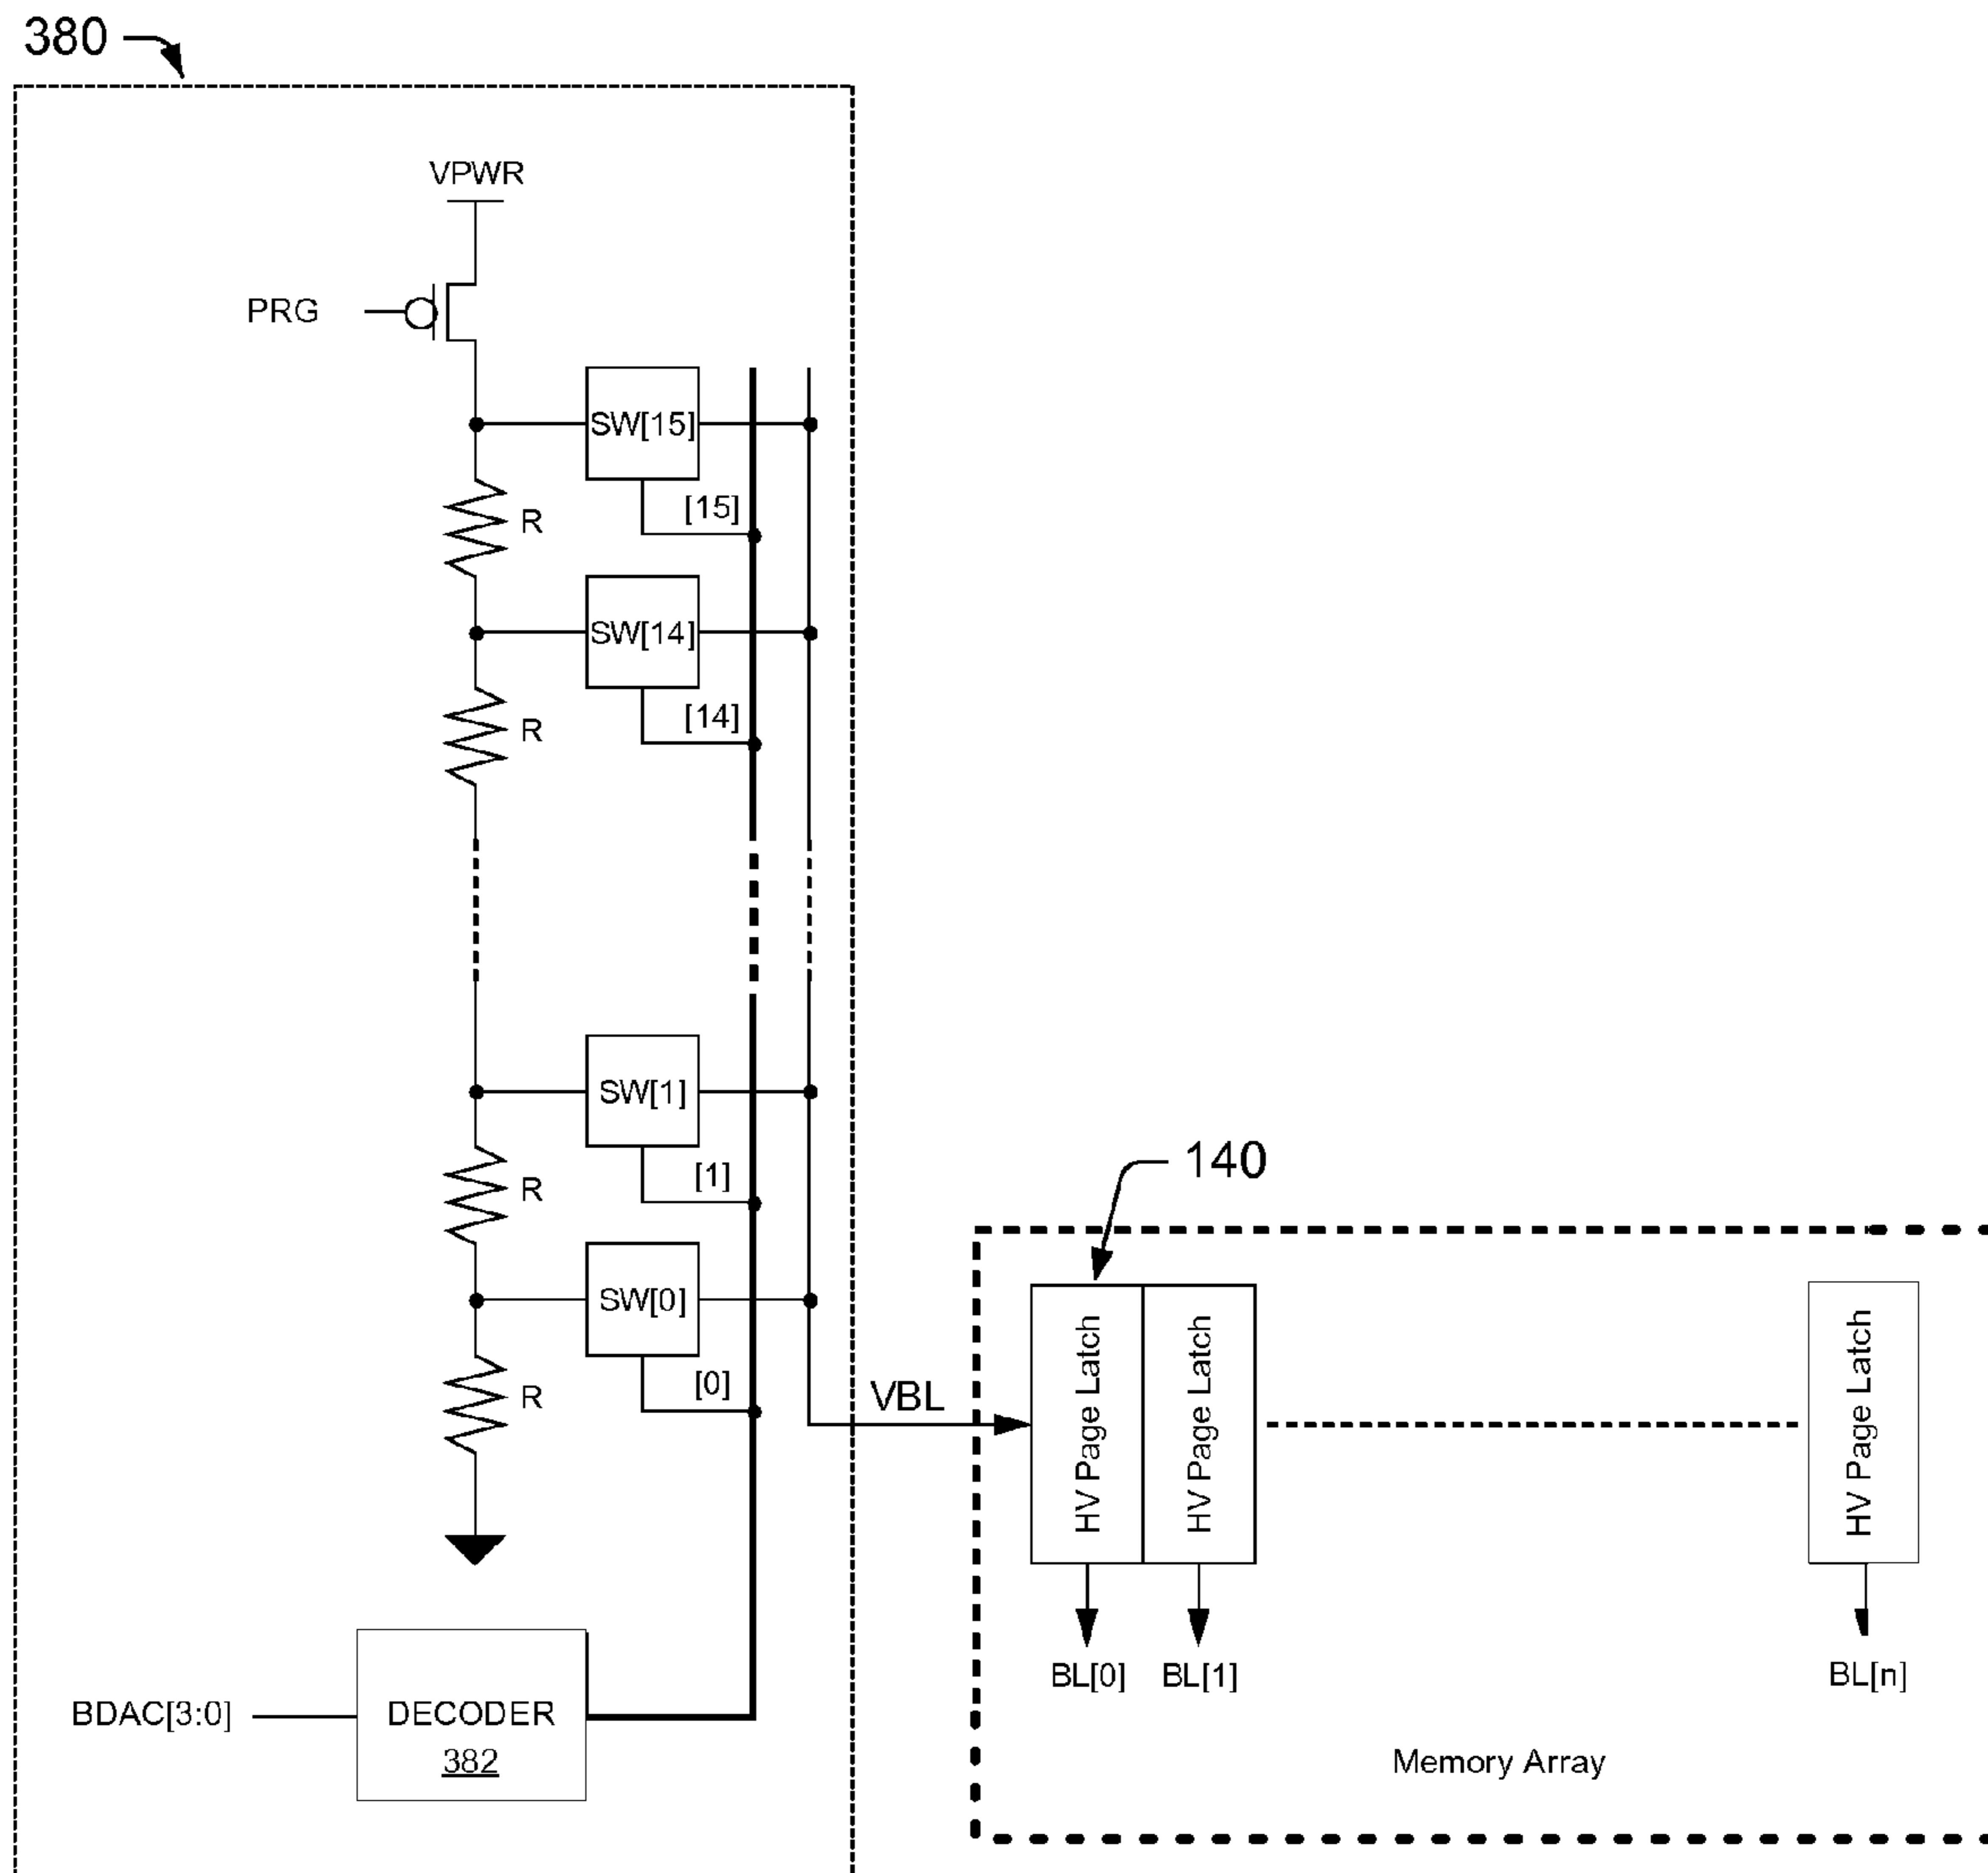 380
VPWR
PRG
SW[15]
[15]
R
SW[14]
[14]
R
SW[1]
[1]
R
SW[0]
[0]
R
VBL
140
HV Page Latch
HV Page Latch
HV Page Latch
BL[0]
BL[1]
BL[n]
BDAC[3:0]
DECODER
382
Memory Array